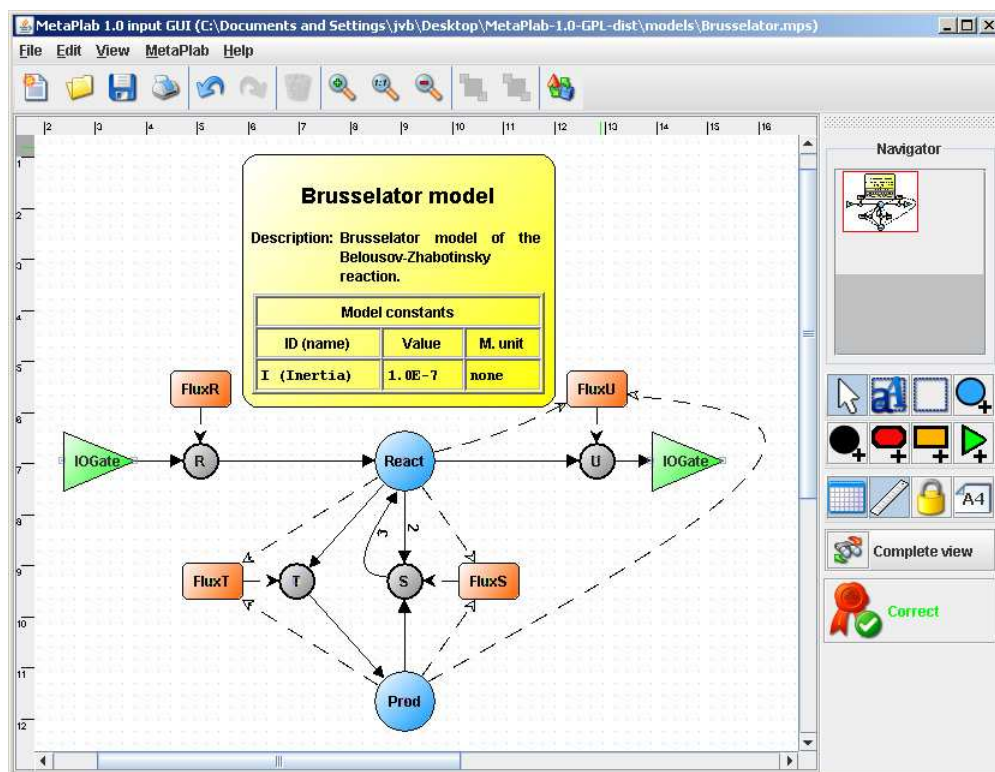 MetaPlab 1.0 input GUI (C:\Documents and Settings\jvb\Desktop\MetaPlab-1.0-GPL-dist\models\Brusselator.mps)
File Edit View MetaPlab Help
1:1
2 3 4 5 6 7 8 9 10 11 12 13 14 15 16
1
2
3
4
5
6
7
8
9
10
11
12
Navigator
Brusselator model
Description: Brusselator model of the
Belousov-Zhabotinsky
reaction.
Model constants
ID (name) Value M. unit
I (Inertia) 1.0E-7 none
FluxR FluxU
IOGate R React U IOGate
3 2
FluxT T S FluxS
Prod
a
A4
Complete view
Correct